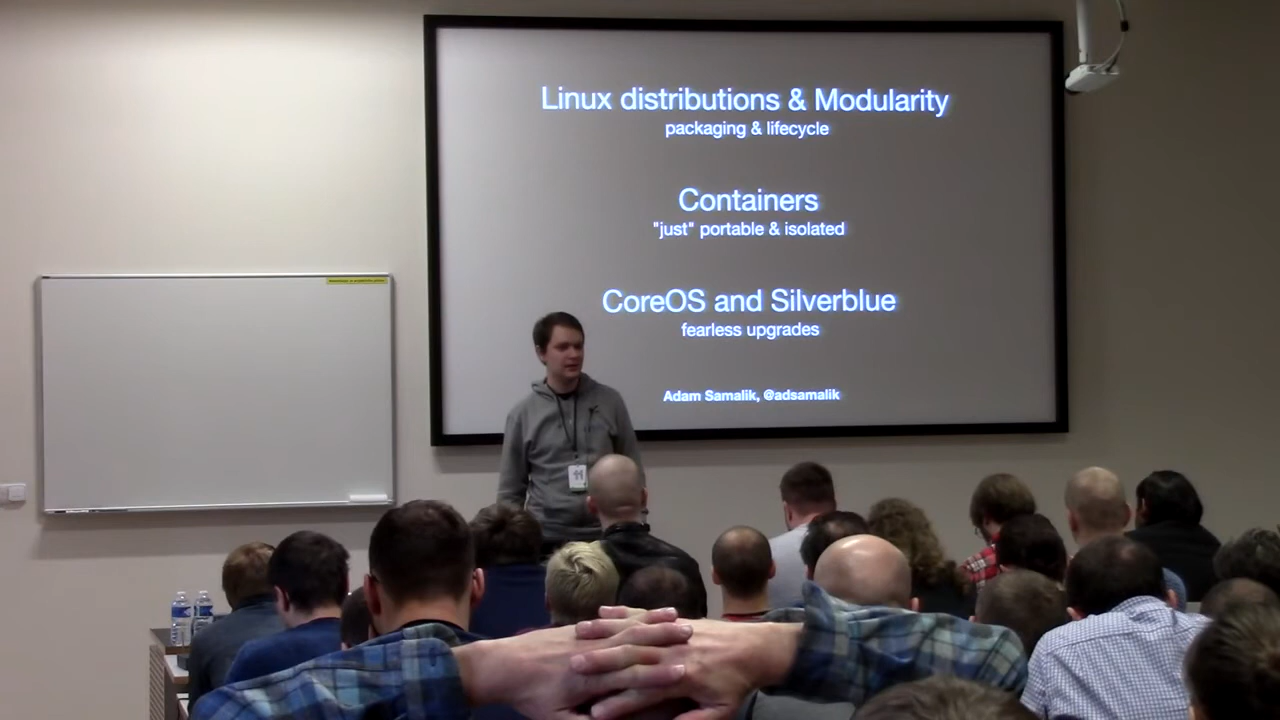 Linux distributions & Modularity
packaging & lifecycle
Containers
"just" portable & isolated
CoreOS and Silverblue
fearless upgrades
Adam Samalik, @adsamalik